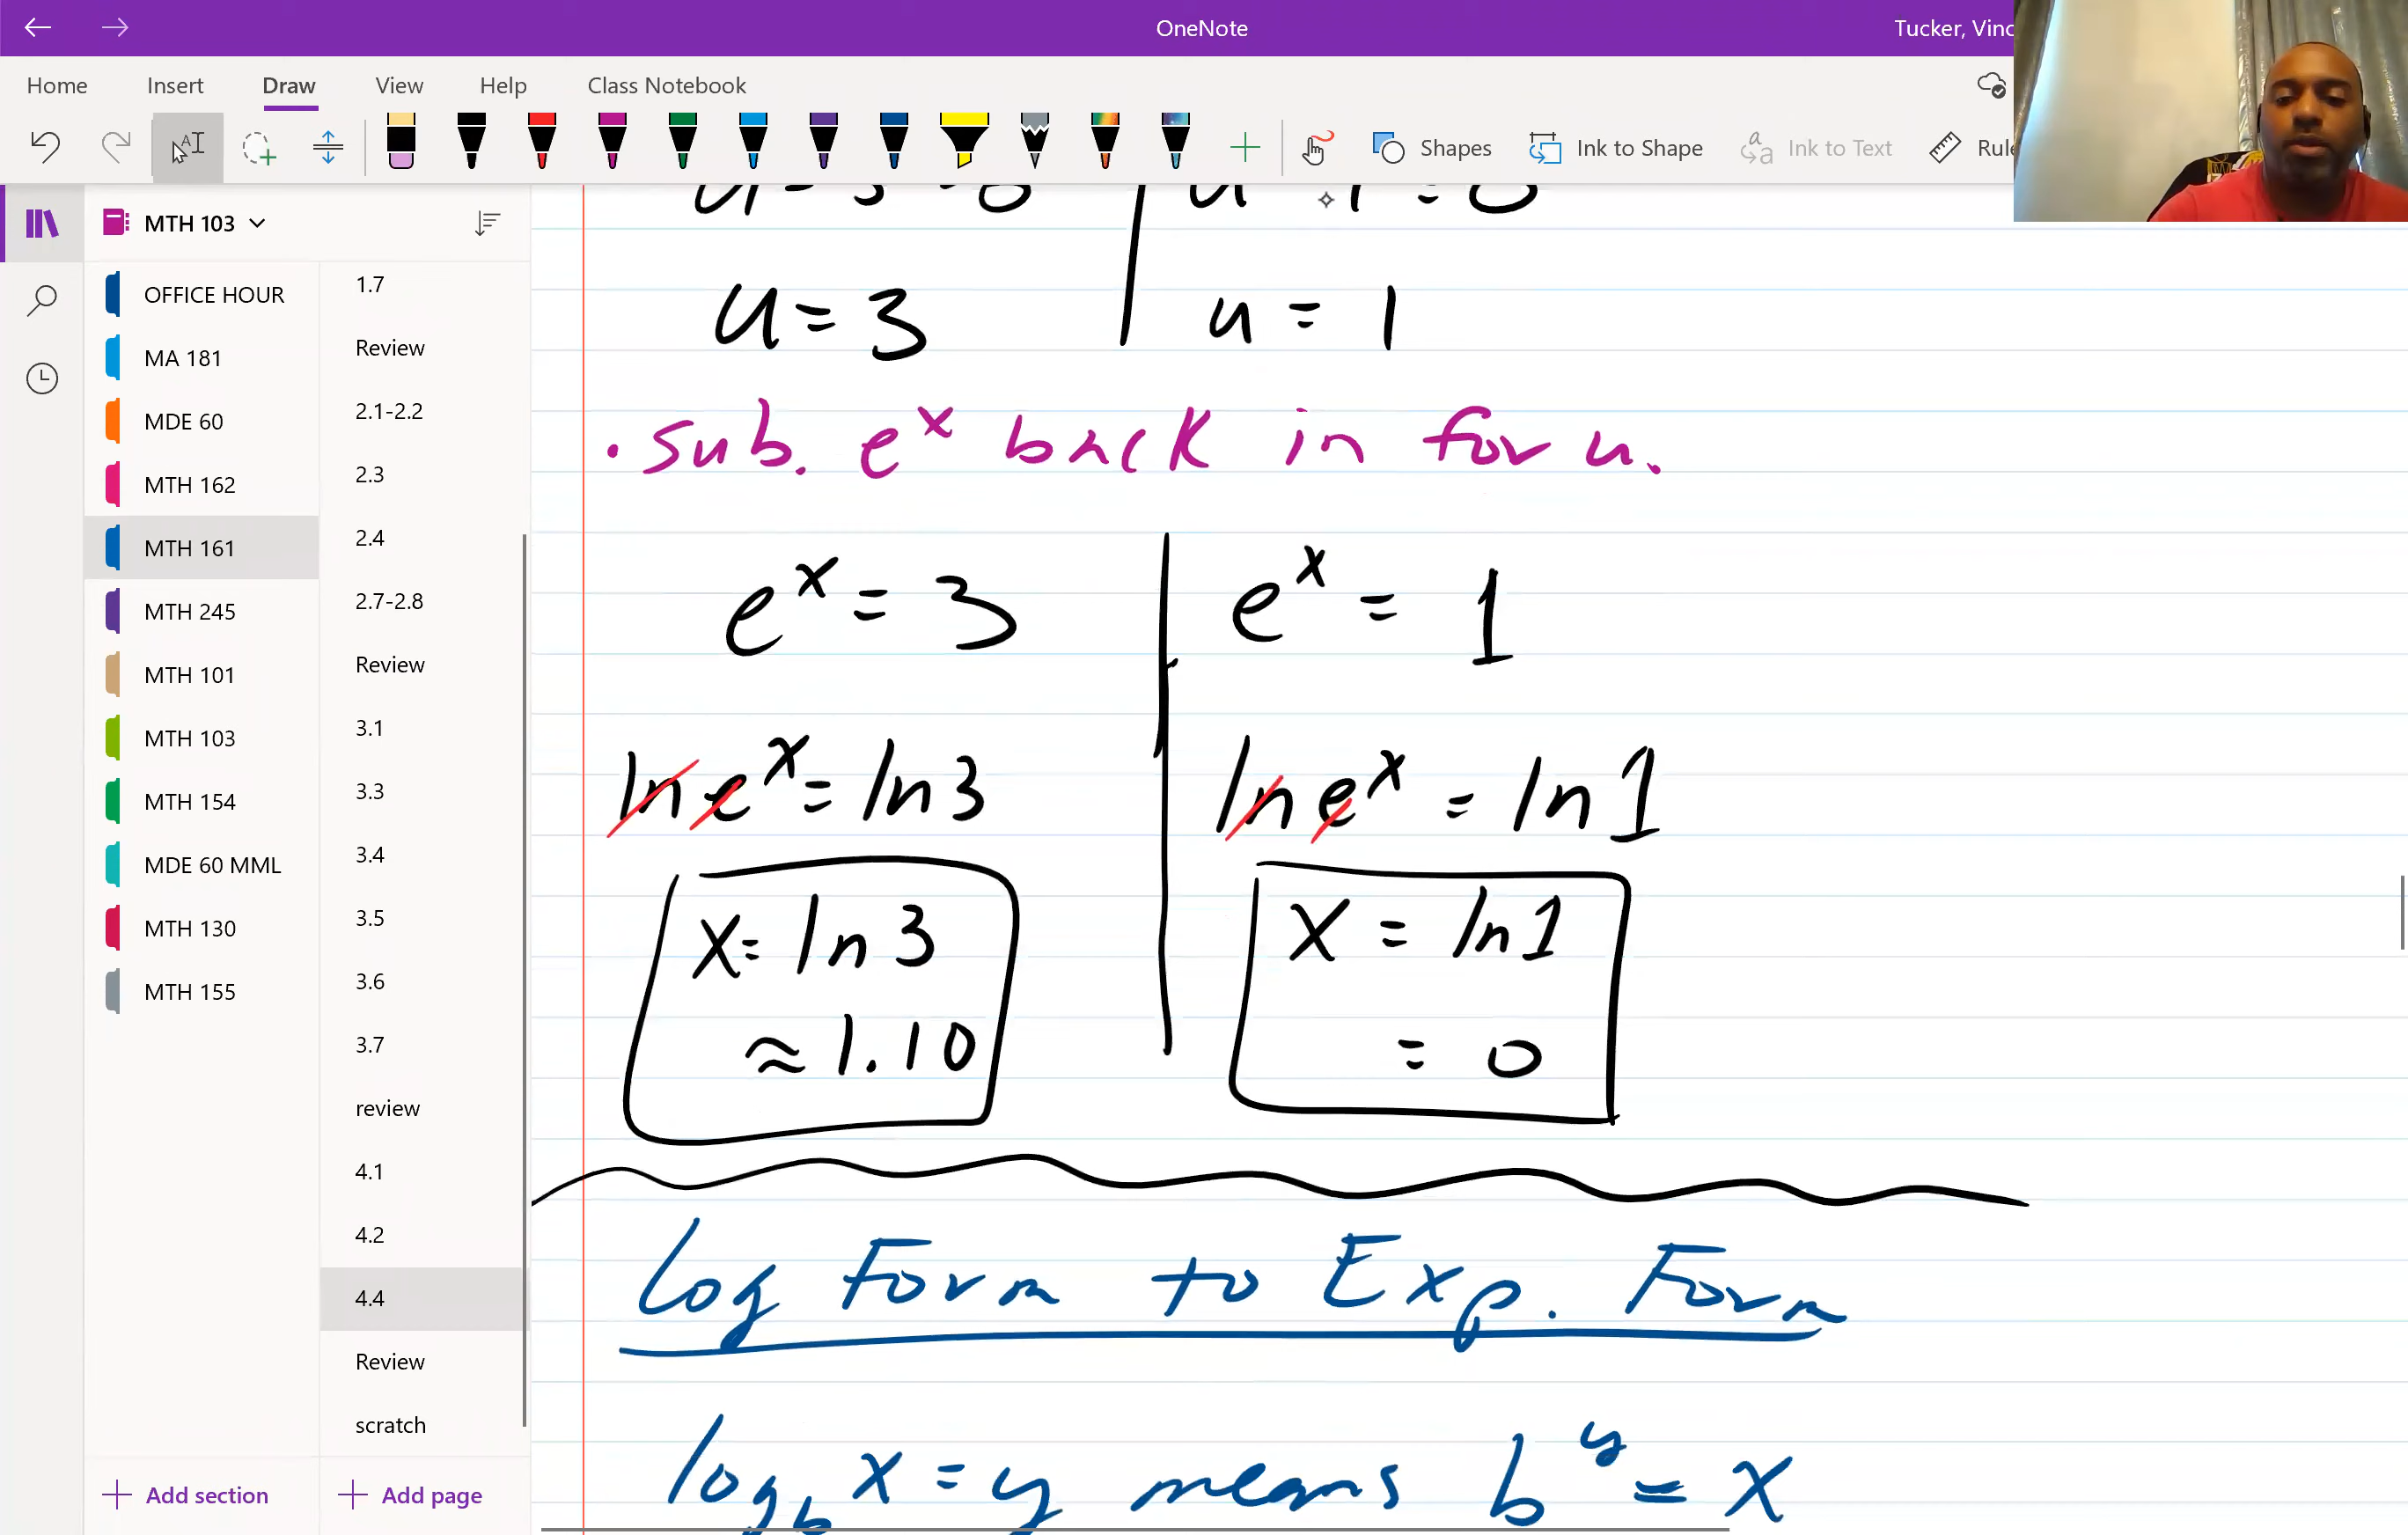 OneNote
Tucker, Vinc
Home Insert Draw View Help Class Notebook
Shapes Ink to Shape Ink to Text Rule
MTH 103
OFFICE HOUR
MA 181
MDE 60
MTH 162
MTH 161
MTH 245
MTH 101
MTH 103
MTH 154
MDE 60 MML
MTH 130
MTH 155
Add section
1.7
Review
2.1-2.2
2.3
2.4
2.7-2.8
Review
3.1
3.3
3.4
3.5
3.6
3.7
review
4.1
4.2
4.4
Review
scratch
Add page
u = 3 u = 1
. sub. e^x back in for u.
e^x = 3 e^x = 1
ln e^x = ln 3 ln e^x = ln 1
x = ln 3 x = ln 1
≈ 1.10 = 0
Log Form to Exp. Form
log_b x = y means b^y = x